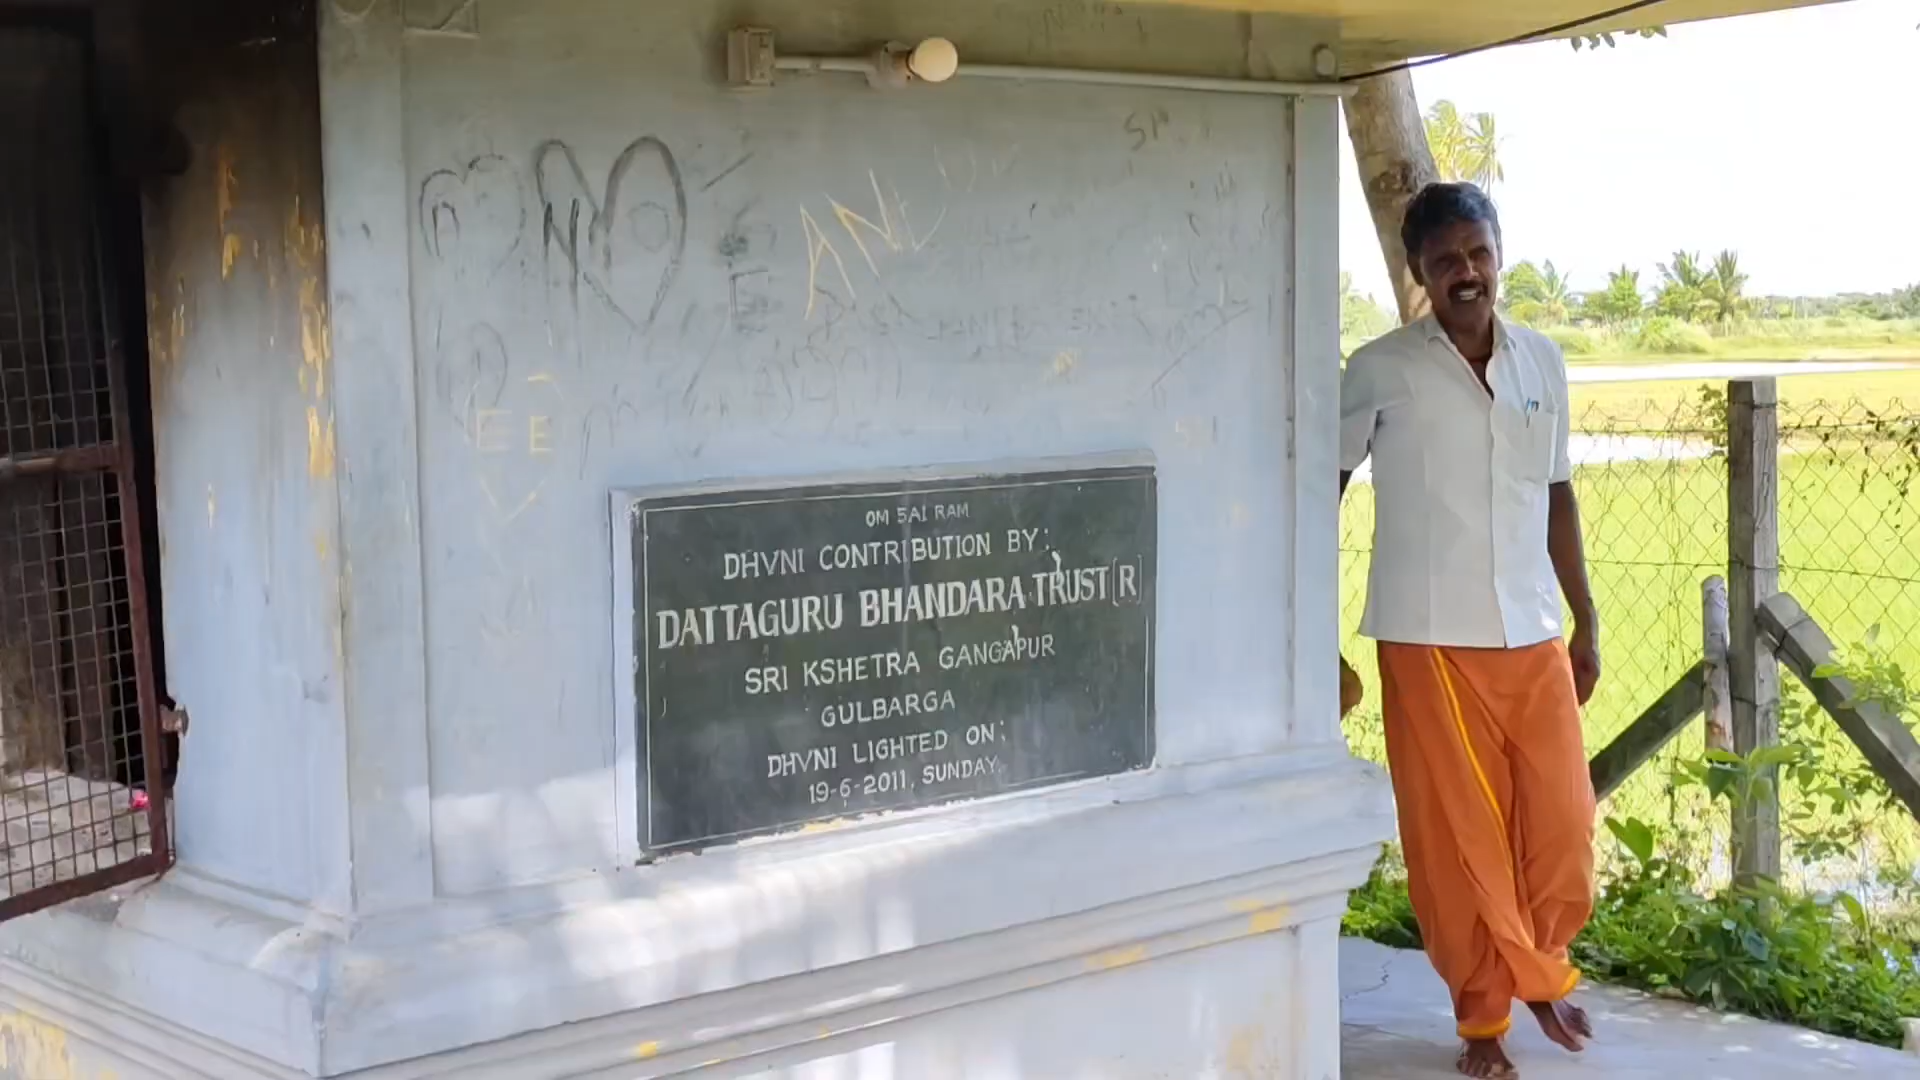 AN
E E
OM SAI RAM
DHVNI CONTRIBUTION BY:
DATTAGURU BHANDARA TRUST (R)
SRI KSHETRA GANGAPUR
GULBARGA
DHVNI LIGHTED ON:
19-6-2011, SUNDAY.